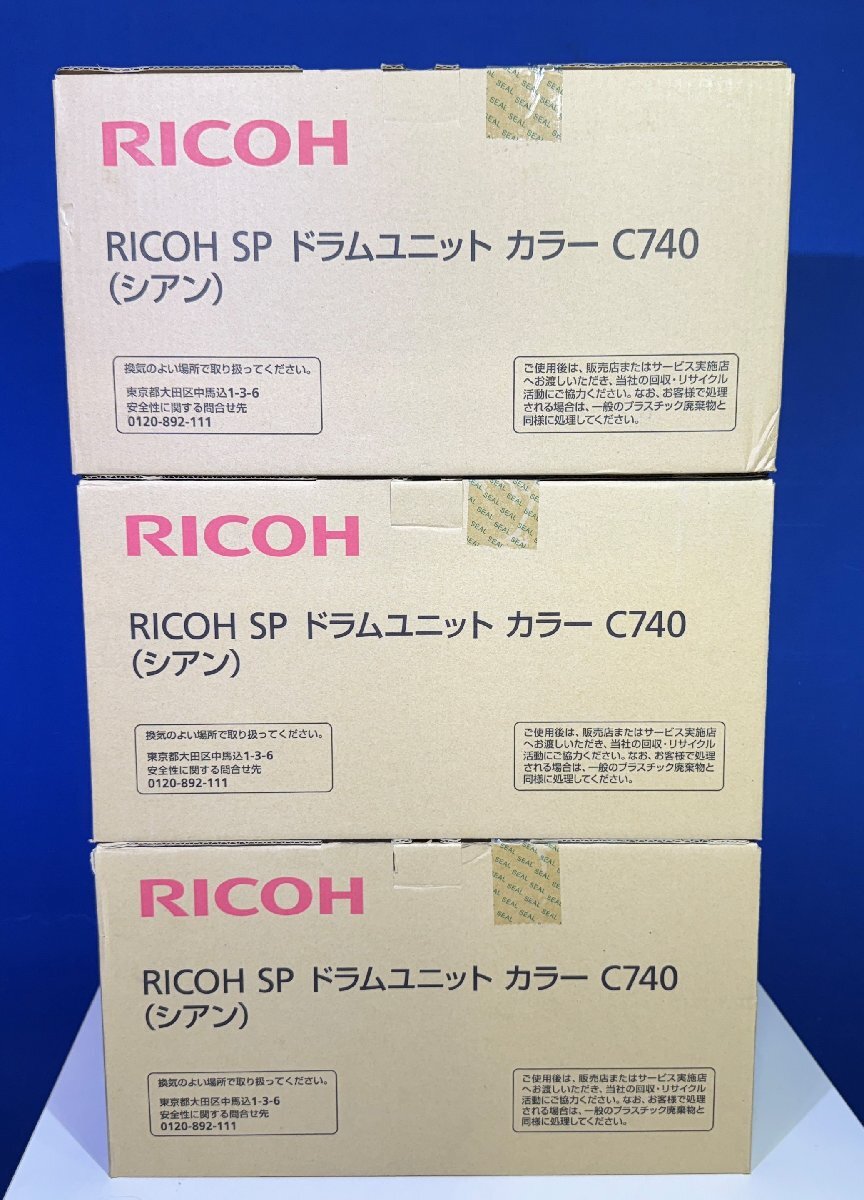 RICOH
RICOH SP ドラムユニット カラー C740
（シアン）
換気のよい場所で取り扱ってください。
東京都大田区中馬込1-3-6
安全性に関する問合せ先
0120-892-111
ご使用後は、販売店またはサービス実施店
へお渡しいただき、当社の回収・リサイクル
活動にご協力ください。なお、お客様で処理
される場合は、一般のプラスチック廃棄物と
同様に処理してください。
RICOH
RICOH SP ドラムユニット カラー C740
（シアン）
換気のよい場所で取り扱ってください。
東京都大田区中馬込1-3-6
安全性に関する問合せ先
0120-892-111
ご使用後は、販売店またはサービス実施店
へお渡しいただき、当社の回収・リサイクル
活動にご協力ください。なお、お客様で処理
される場合は、一般のプラスチック廃棄物と
同様に処理してください。
RICOH
RICOH SP ドラムユニット カラー C740
（シアン）
換気のよい場所で取り扱ってください。
東京都大田区中馬込1-3-6
安全性に関する問合せ先
0120-892-111
ご使用後は、販売店またはサービス実施店
へお渡しいただき、当社の回収・リサイクル
活動にご協力ください。なお、お客様で処理
される場合は、一般のプラスチック廃棄物と
同様に処理してください。